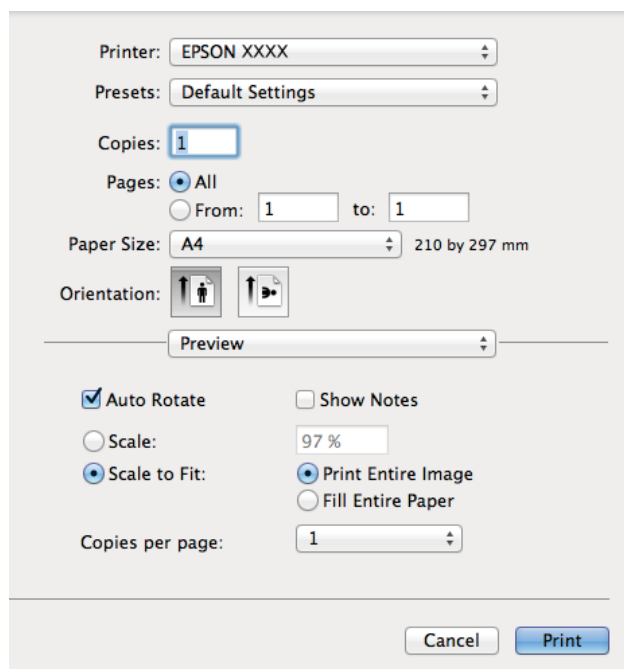 Printer: EPSON XXXX
Presets: Default Settings
Copies: 1
Pages: All
From: 1 to: 1
Paper Size: A4 210 by 297 mm
Orientation:
Preview
Auto Rotate Show Notes
Scale: 97 %
Scale to Fit: Print Entire Image
Fill Entire Paper
Copies per page: 1
Cancel Print